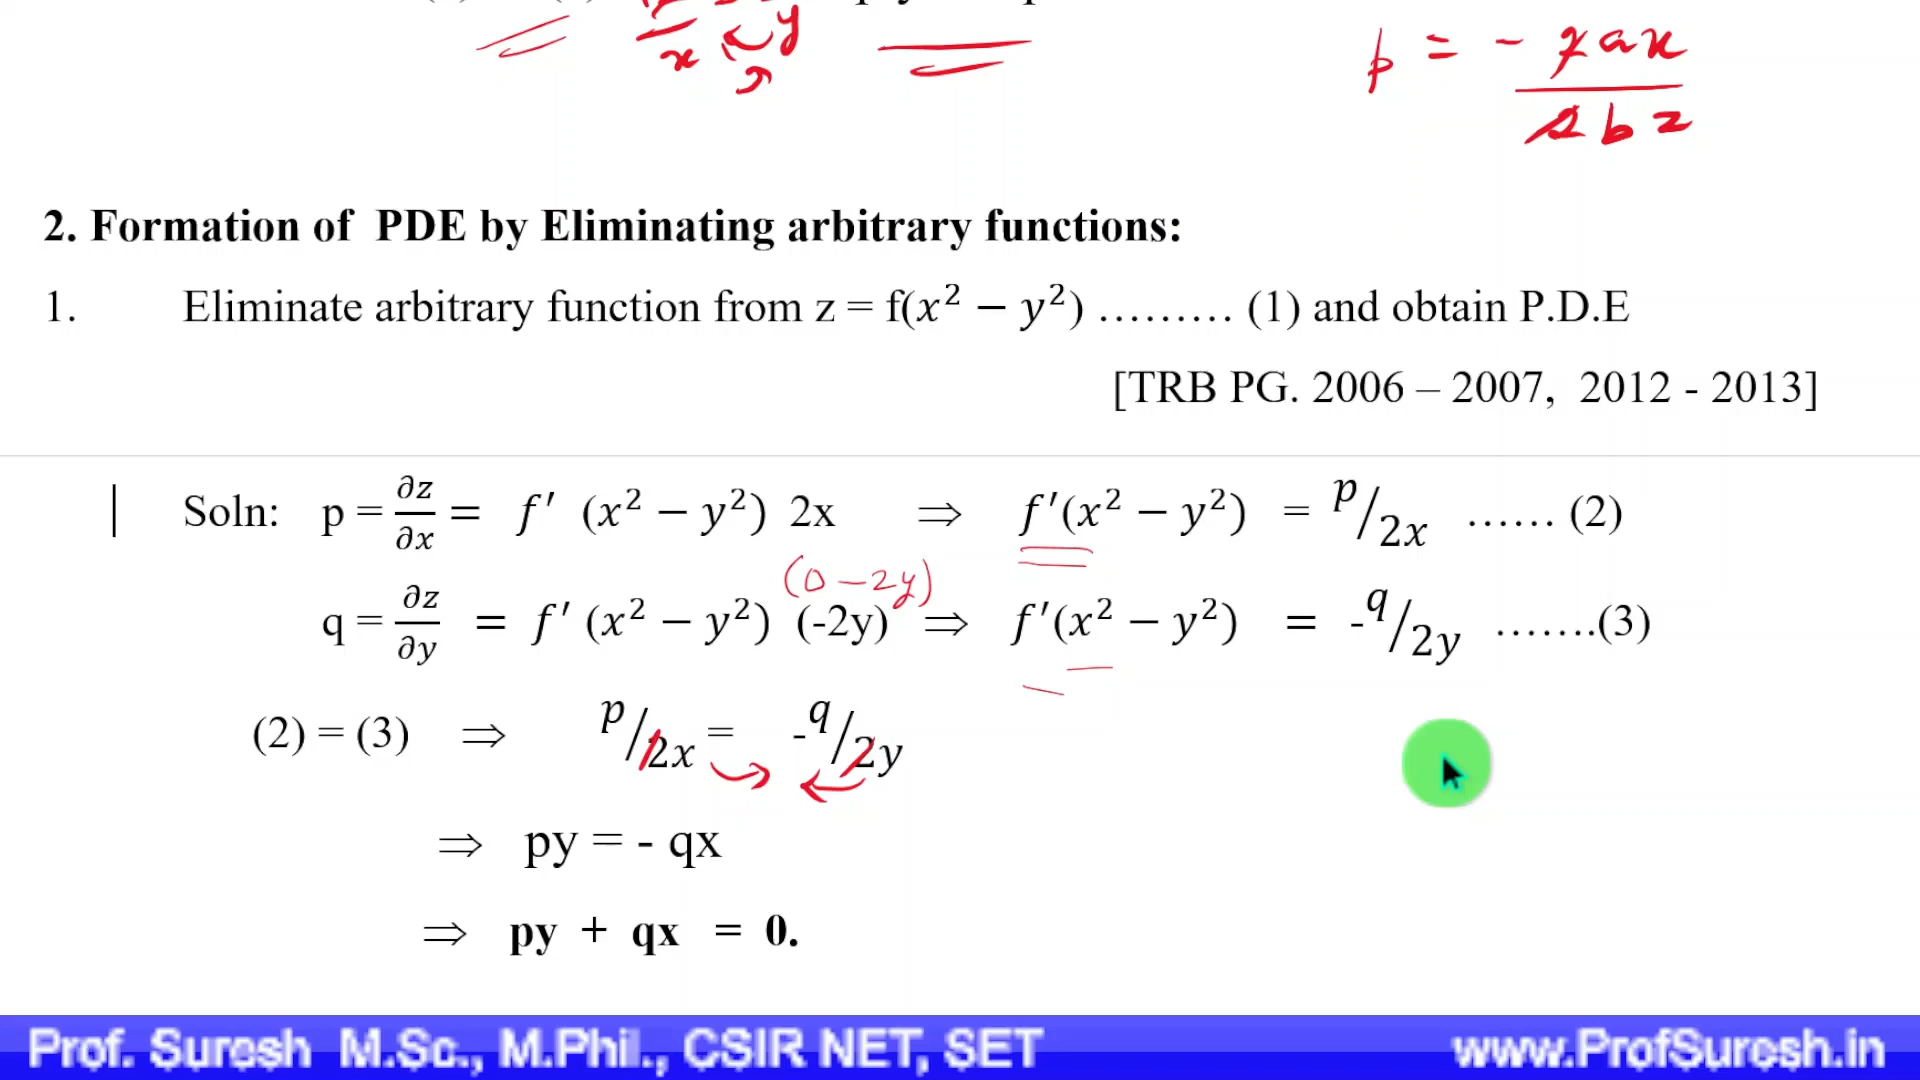 x y
p = - 2ax
2bz
2. Formation of PDE by Eliminating arbitrary functions:
1. Eliminate arbitrary function from z = f(x² − y²) ......... (1) and obtain P.D.E
[TRB PG. 2006 – 2007, 2012 - 2013]
Soln: p = ∂z/∂x = f′ (x² − y²) 2x ⇒ f′(x² − y²) = p/2x ...... (2)
(0 − 2y)
q = ∂z/∂y = f′ (x² − y²) (-2y) ⇒ f′(x² − y²) = -q/2y .......(3)
(2) = (3) ⇒ p/2x = -q/2y
⇒ py = - qx
⇒ py + qx = 0.
Prof. Suresh M.Sc., M.Phil., CSIR NET, SET www.ProfSuresh.in